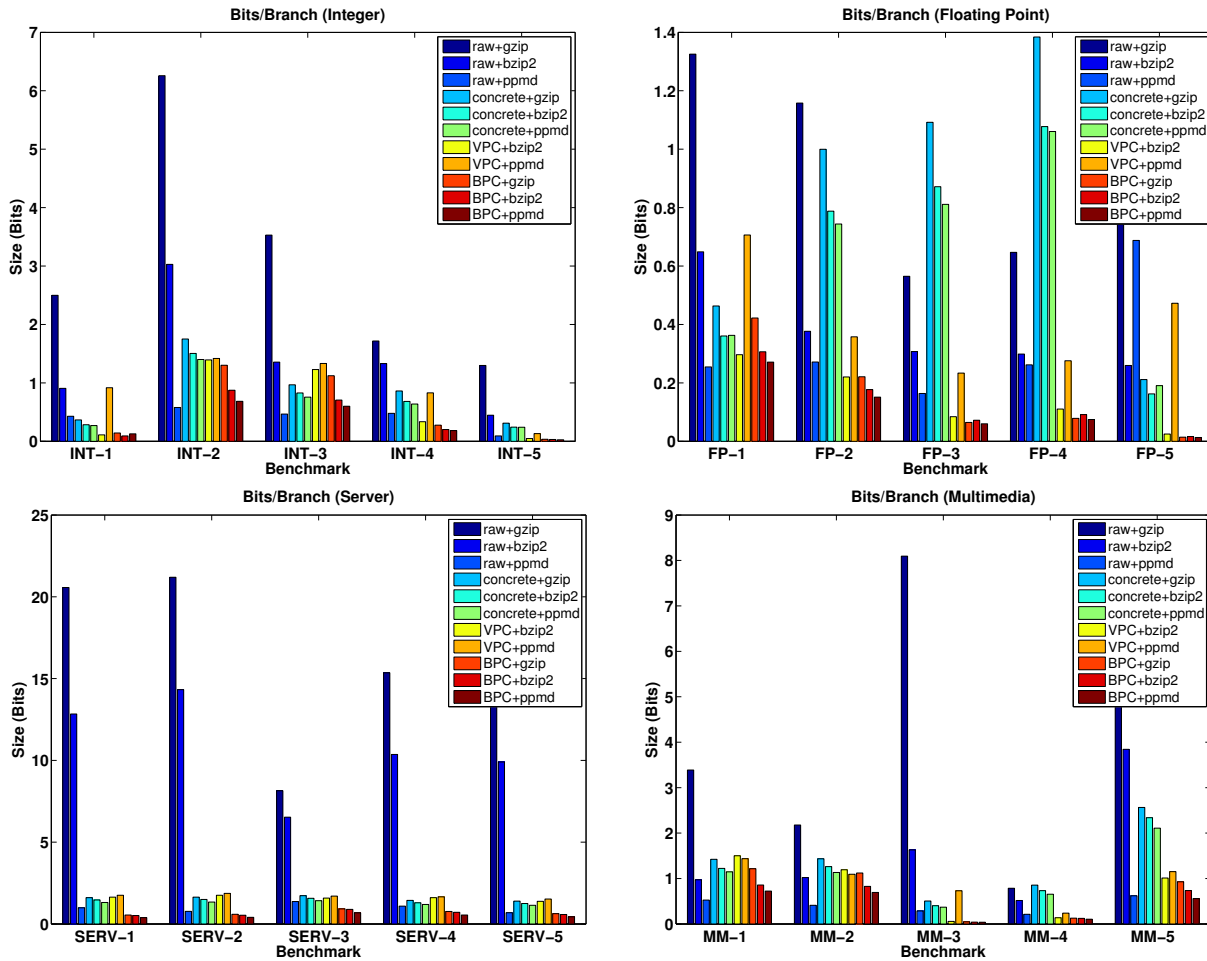 Bits/Branch (Integer)
Size (Bits)
7
6
5
4
3
2
1
0
raw+gzip
raw+bzip2
raw+ppmd
concrete+gzip
concrete+bzip2
concrete+ppmd
VPC+bzip2
VPC+ppmd
BPC+gzip
BPC+bzip2
BPC+ppmd
INT−1 INT−2 INT−3 INT−4 INT−5
Benchmark
Bits/Branch (Floating Point)
Size (Bits)
1.4
1.2
1
0.8
0.6
0.4
0.2
0
raw+gzip
raw+bzip2
raw+ppmd
concrete+gzip
concrete+bzip2
concrete+ppmd
VPC+bzip2
VPC+ppmd
BPC+gzip
BPC+bzip2
BPC+ppmd
FP−1 FP−2 FP−3 FP−4 FP−5
Benchmark
Bits/Branch (Server)
Size (Bits)
25
20
15
10
5
0
raw+gzip
raw+bzip2
raw+ppmd
concrete+gzip
concrete+bzip2
concrete+ppmd
VPC+bzip2
VPC+ppmd
BPC+gzip
BPC+bzip2
BPC+ppmd
SERV−1 SERV−2 SERV−3 SERV−4 SERV−5
Benchmark
Bits/Branch (Multimedia)
Size (Bits)
9
8
7
6
5
4
3
2
1
0
raw+gzip
raw+bzip2
raw+ppmd
concrete+gzip
concrete+bzip2
concrete+ppmd
VPC+bzip2
VPC+ppmd
BPC+gzip
BPC+bzip2
BPC+ppmd
MM−1 MM−2 MM−3 MM−4 MM−5
Benchmark